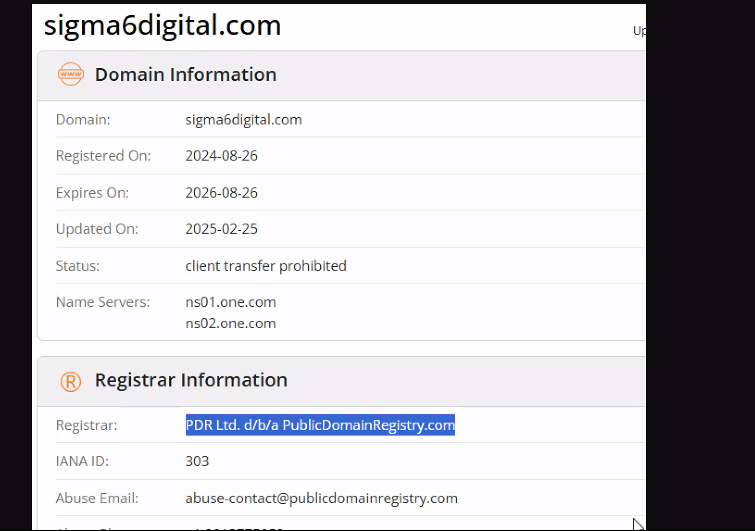 sigma6digital.com
Up
www
Domain Information
Domain: sigma6digital.com
Registered On: 2024-08-26
Expires On: 2026-08-26
Updated On: 2025-02-25
Status: client transfer prohibited
Name Servers: ns01.one.com
ns02.one.com
R Registrar Information
Registrar: PDR Ltd. d/b/a PublicDomainRegistry.com
IANA ID: 303
Abuse Email: abuse-contact@publicdomainregistry.com